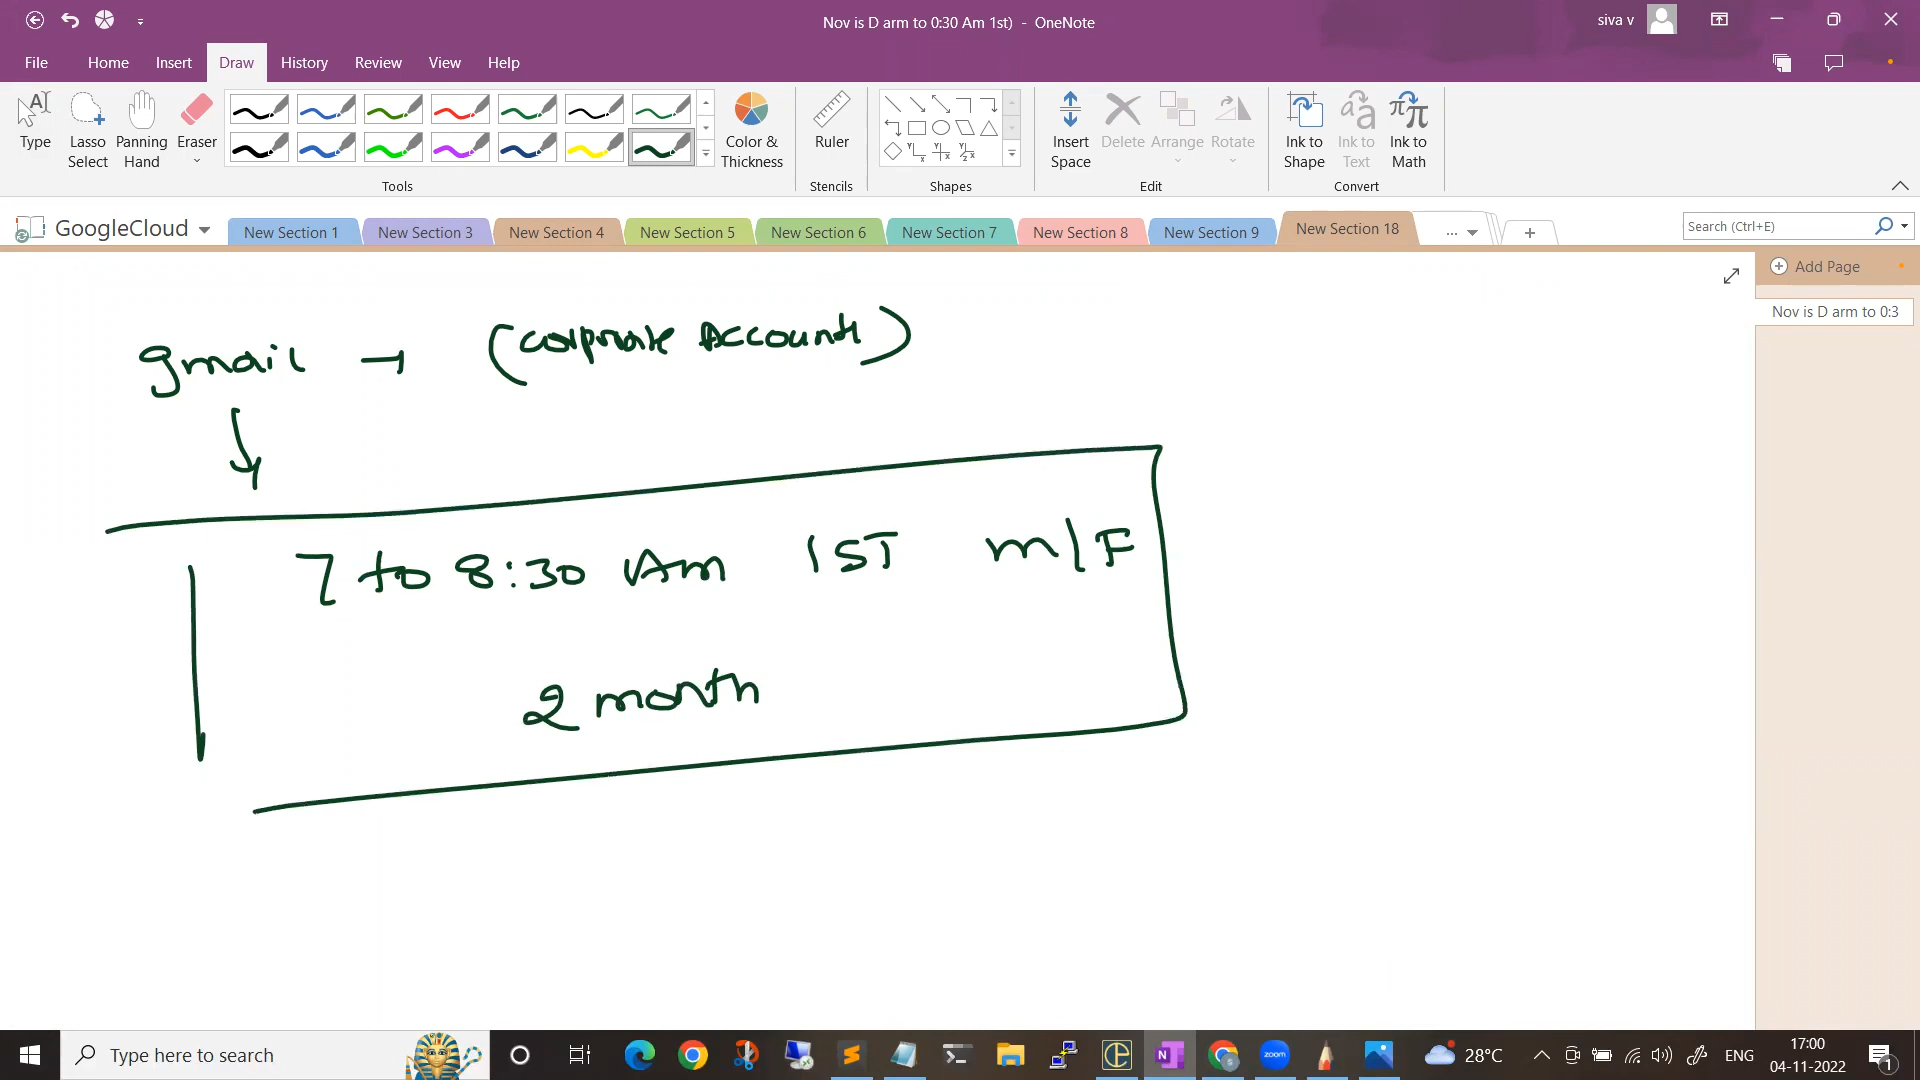 Nov is D arm to 0:30 Am 1st) - OneNote
siva v
File Home Insert Draw History Review View Help
Type
Lasso Select
Panning Hand
Eraser
Color & Thickness
Ruler
Insert Space
Delete
Arrange
Rotate
Ink to Shape
Ink to Text
Ink to Math
Tools
Stencils
Shapes
Edit
Convert
GoogleCloud
New Section 1 New Section 3 New Section 4 New Section 5 New Section 6 New Section 7 New Section 8 New Section 9 New Section 18 ...
Search (Ctrl+E)
Add Page
Nov is D arm to 0:3
gmail → (corporate Account)
7 to 8:30 Am IST m/F
2 month
Type here to search
zoom
28°C
ENG
17:00
04-11-2022
1